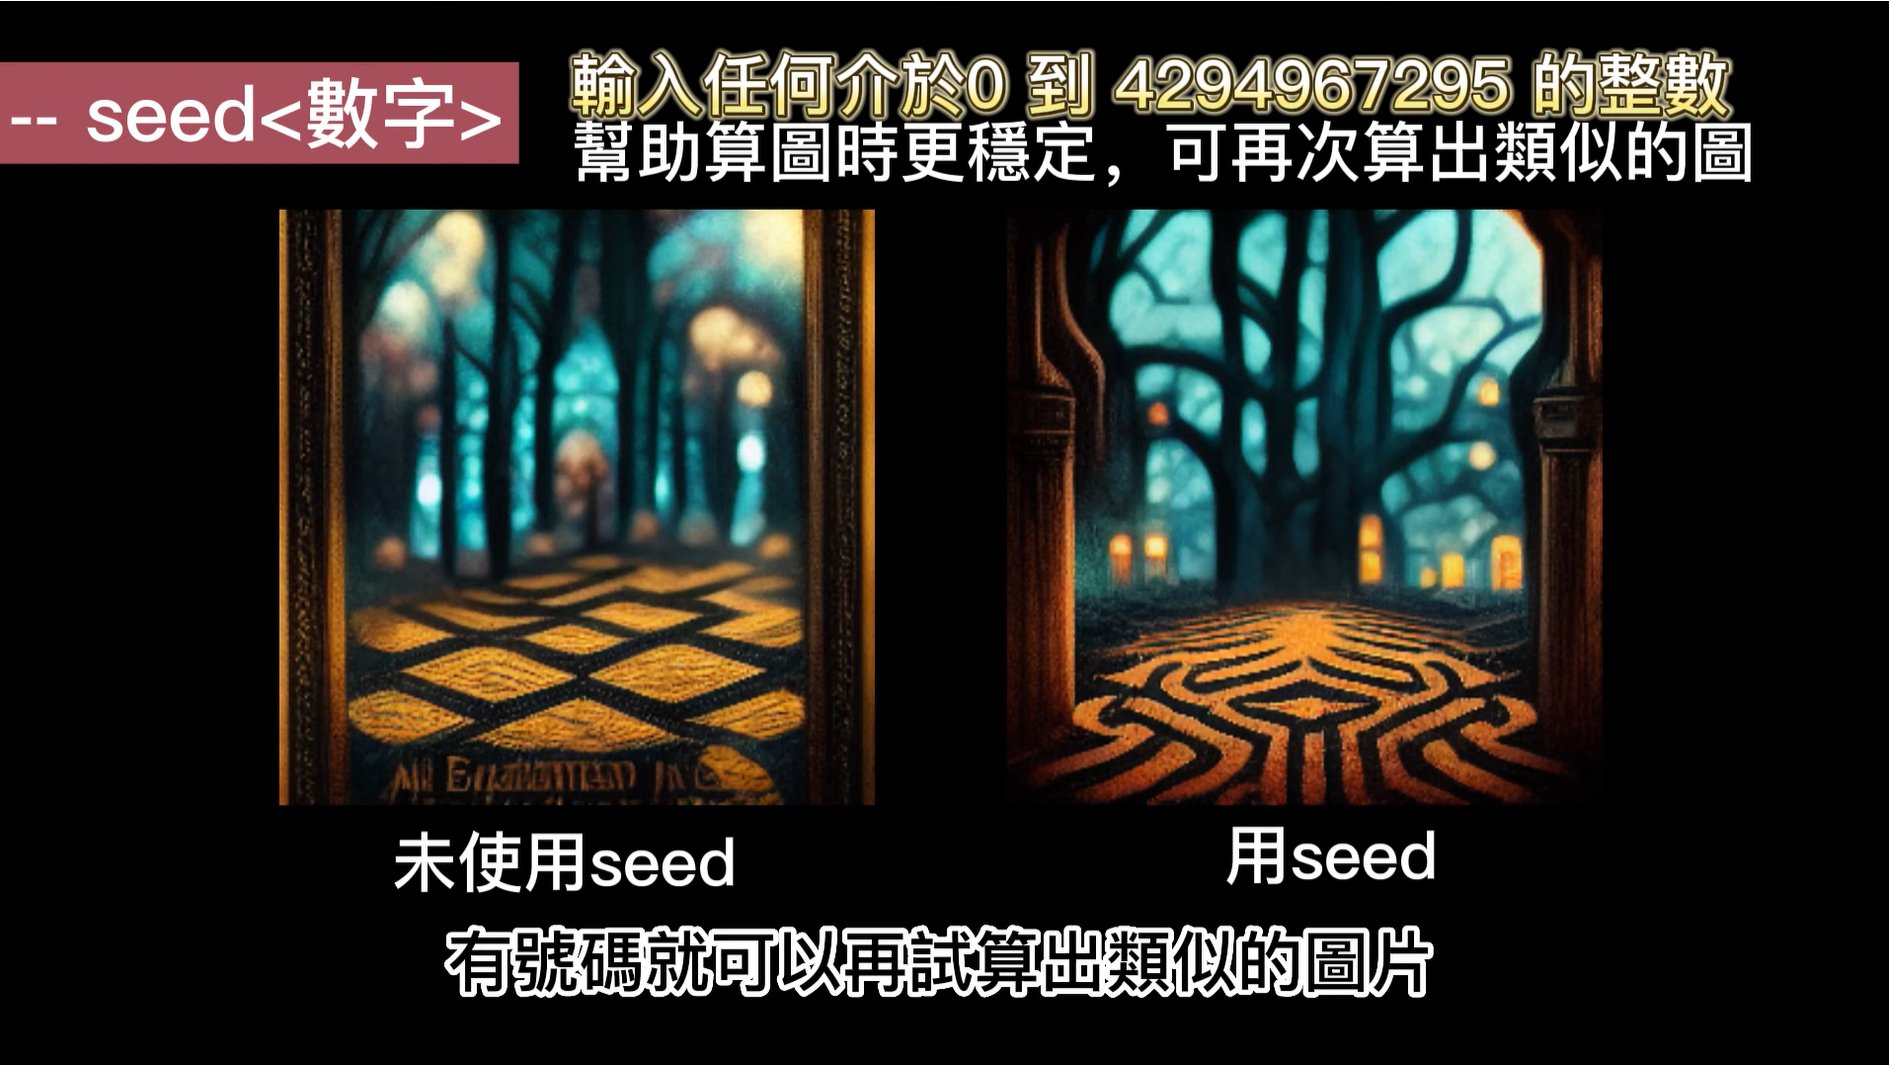 -- seed<數字>
輸入任何介於0 到 4294967295 的整數
幫助算圖時更穩定，可再次算出類似的圖
未使用seed
用seed
有號碼就可以再試算出類似的圖片